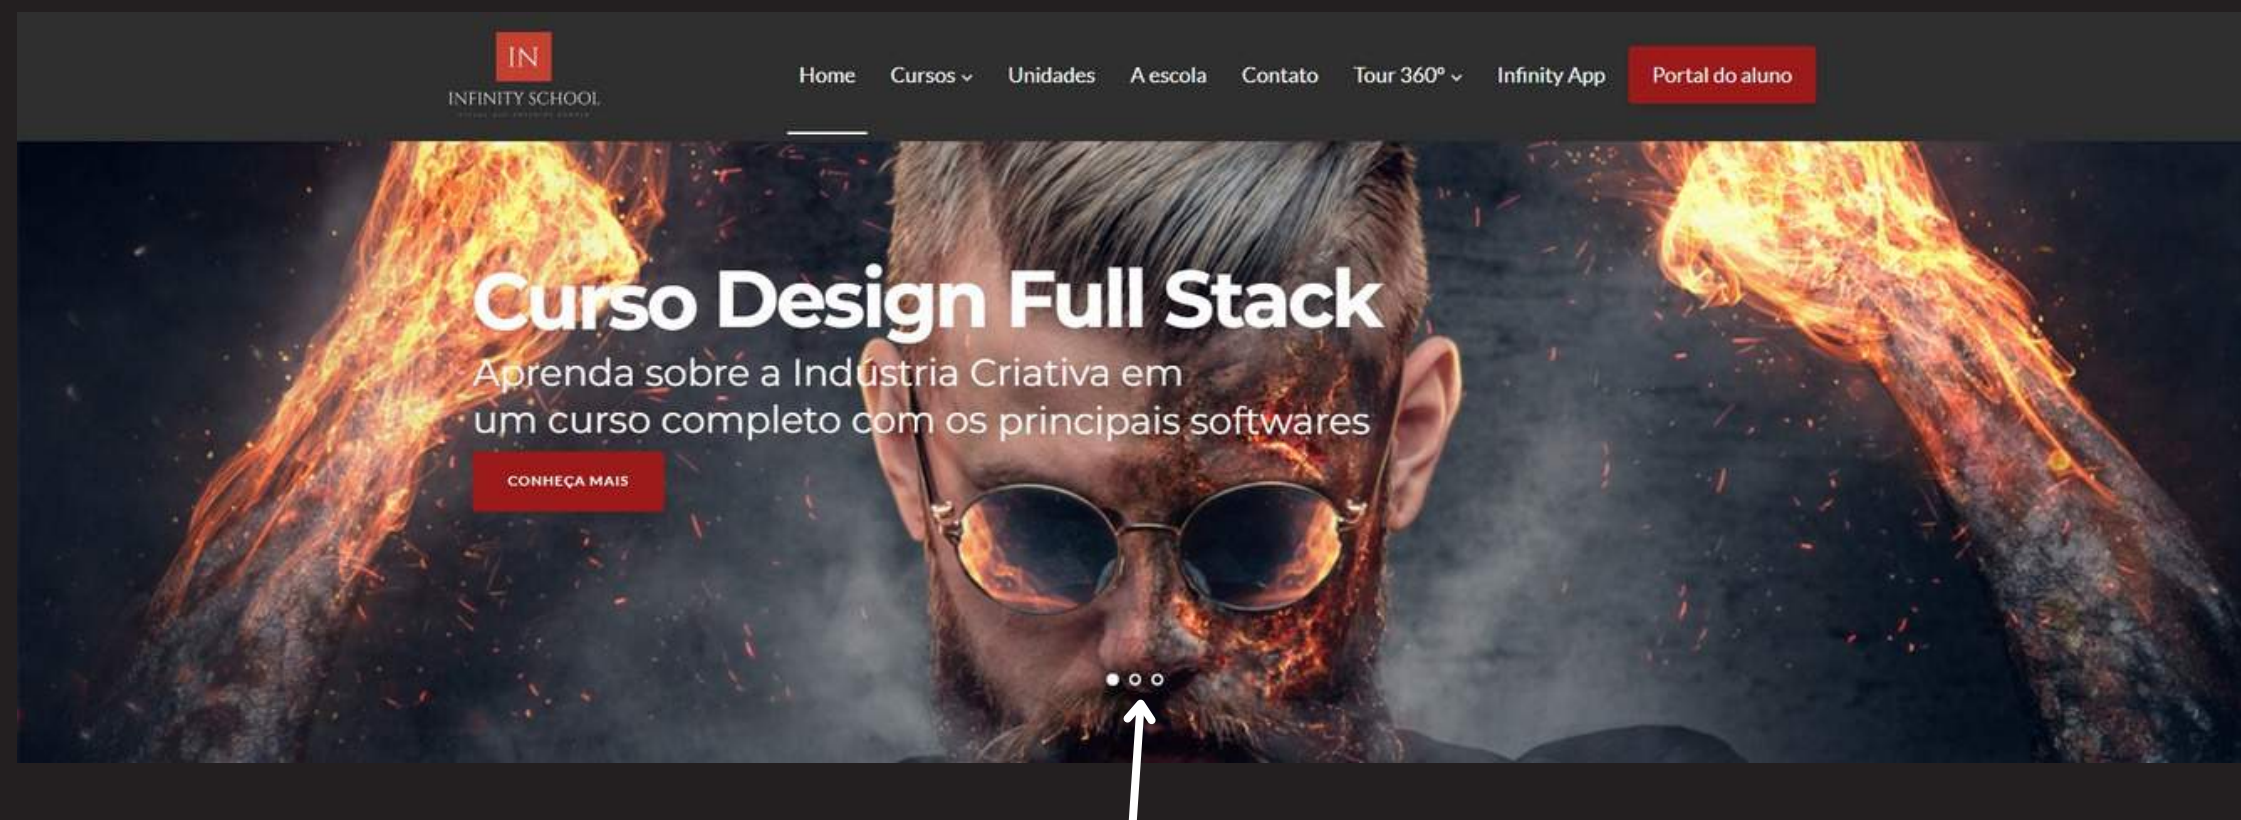 IN
INFINITY SCHOOL
Home Cursos Unidades A escola Contato Tour 360º Infinity App Portal do aluno
Curso Design Full Stack
Aprenda sobre a Indústria Criativa em
um curso completo com os principais softwares
CONHEÇA MAIS